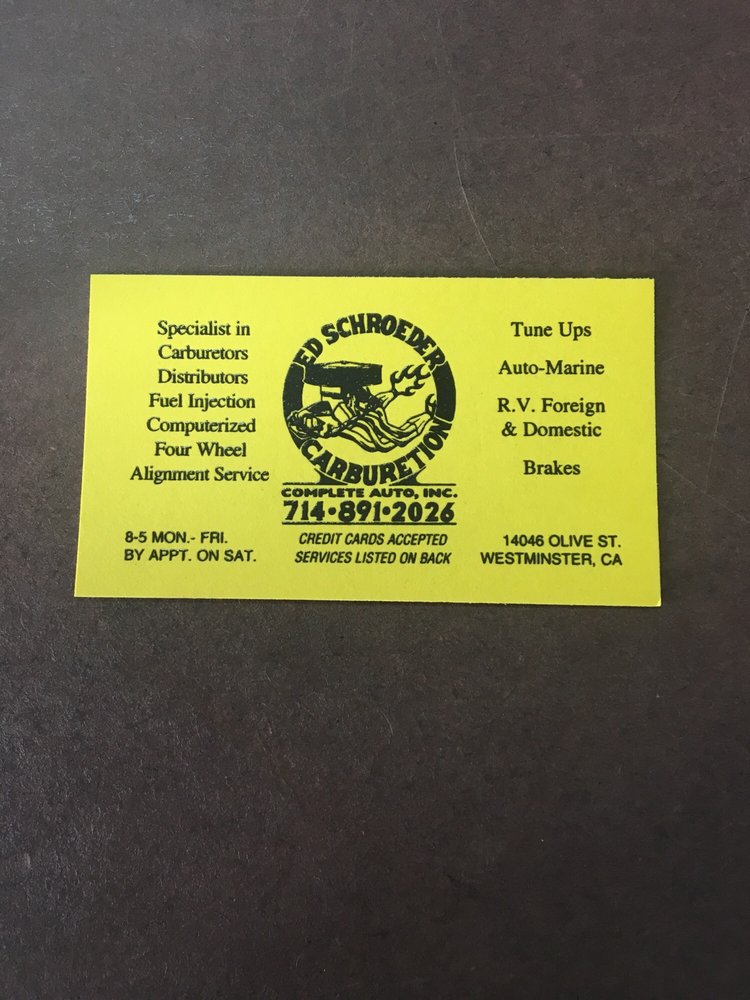 Specialist in
Carburetors
Distributors
Fuel Injection
Computerized
Four Wheel
Alignment Service
8-5 MON.- FRI.
BY APPT. ON SAT.
ED SCHROEDER
CARBURETION
COMPLETE AUTO, INC.
714•891•2026
CREDIT CARDS ACCEPTED
SERVICES LISTED ON BACK
Tune Ups
Auto-Marine
R.V. Foreign
& Domestic
Brakes
14046 OLIVE ST.
WESTMINSTER, CA